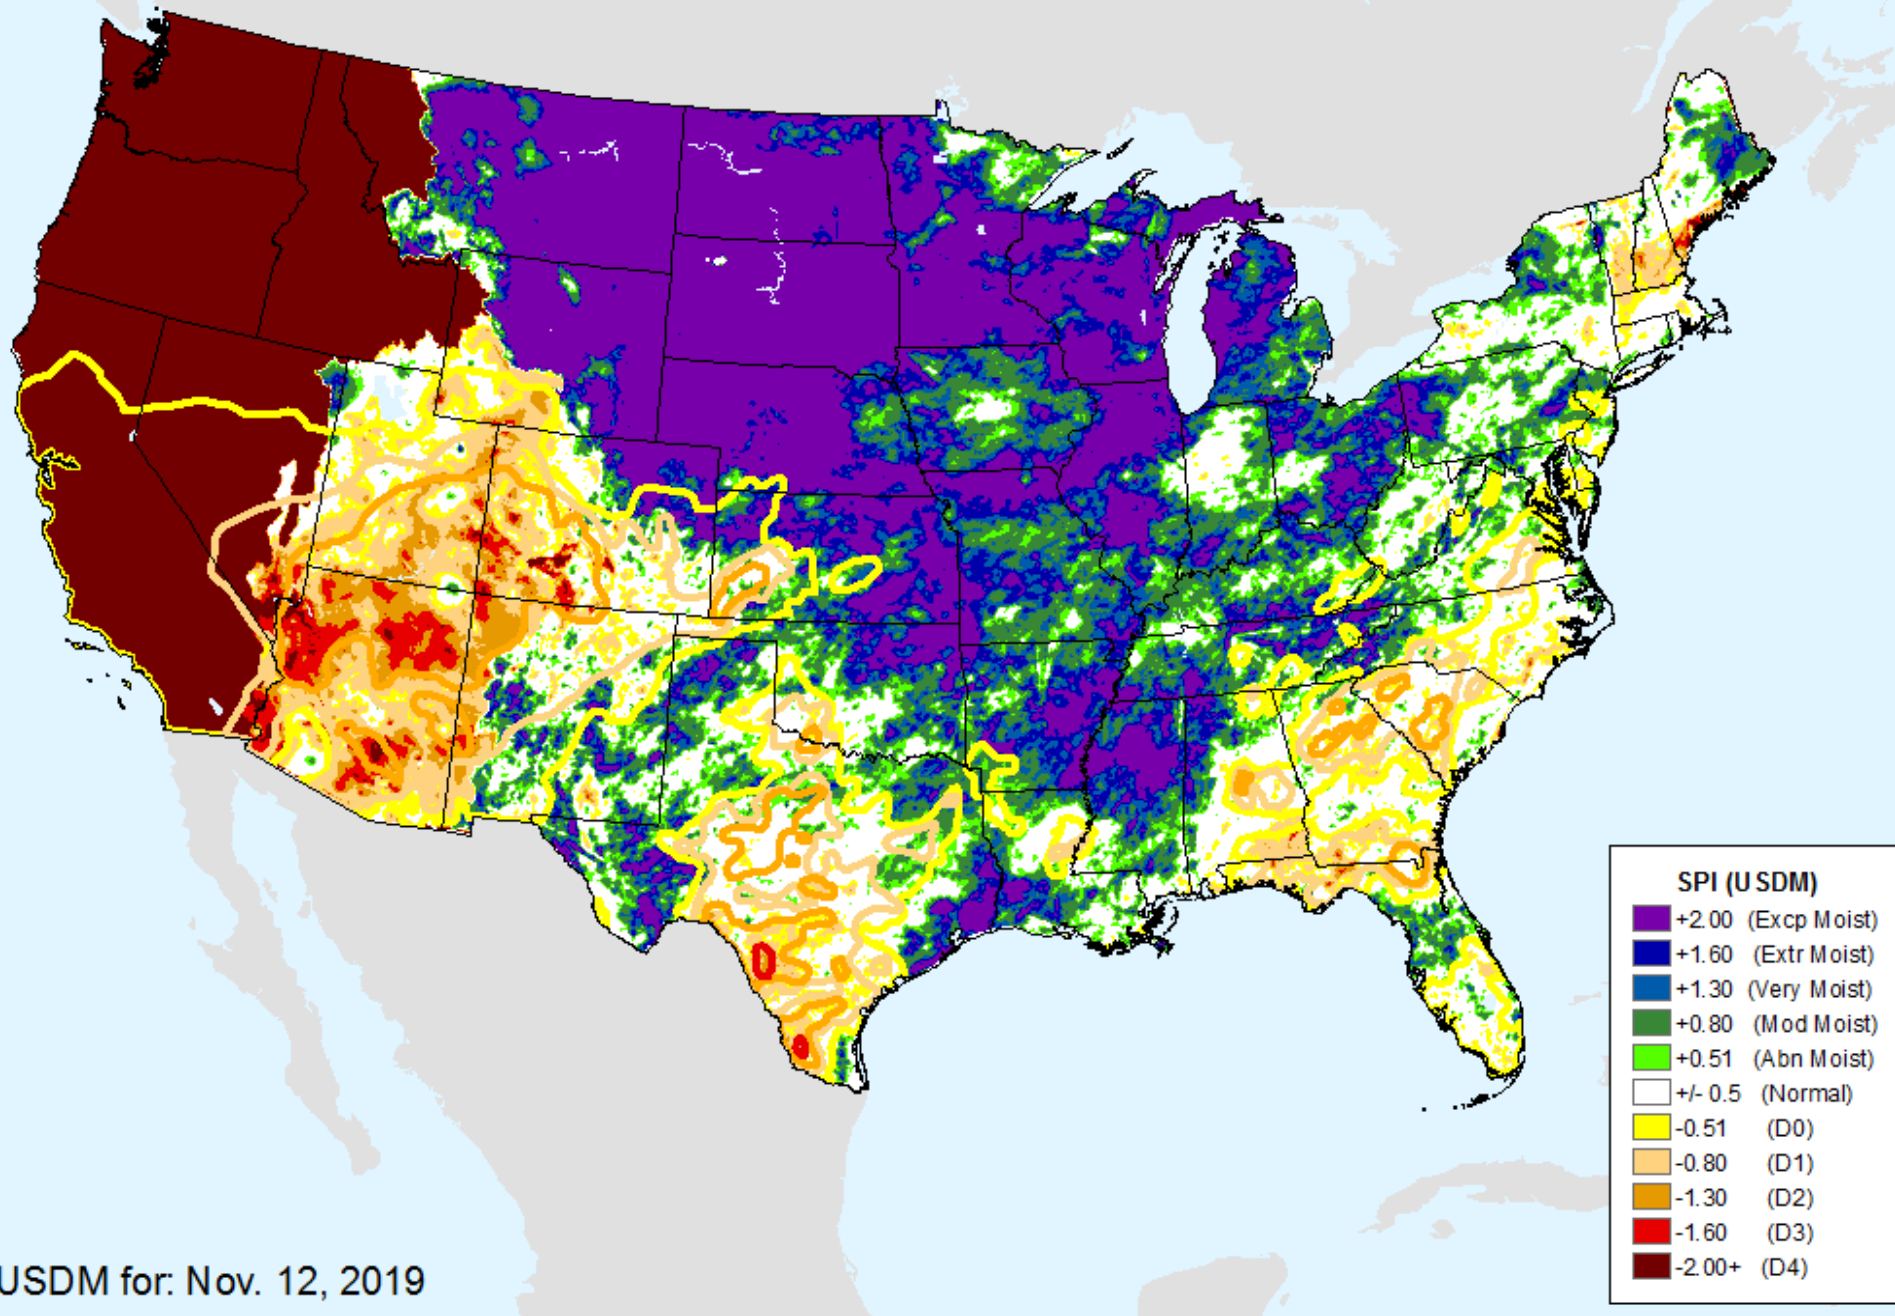 SPI (USDM)
+2.00 (Excp Moist)
+1.60 (Extr Moist)
+1.30 (Very Moist)
+0.80 (Mod Moist)
+0.51 (Abn Moist)
+/- 0.5 (Normal)
-0.51 (D0)
-0.80 (D1)
-1.30 (D2)
-1.60 (D3)
-2.00+ (D4)
USDM for: Nov. 12, 2019